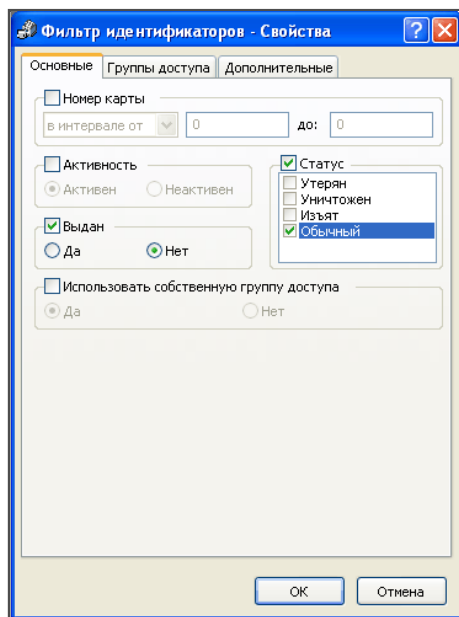 Фильтр идентификаторов - Свойства
Основные Группы доступа Дополнительные
Номер карты
в интервале от 0 до: 0
Активность
Активен Неактивен
Статус
Утерян
Уничтожен
Изъят
Обычный
Выдан
Да Нет
Использовать собственную группу доступа
Да Нет
ОК Отмена